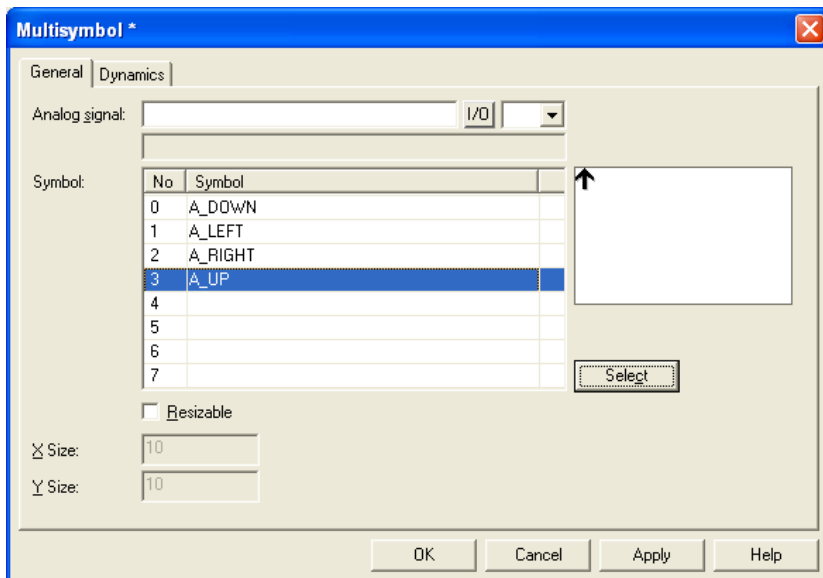 Multisymbol *
General Dynamics
Analog signal: I/O
Symbol: No Symbol
0 A_DOWN
1 A_LEFT
2 A_RIGHT
3 A_UP
4
5
6
7
Select
Resizable
X Size: 10
Y Size: 10
OK Cancel Apply Help